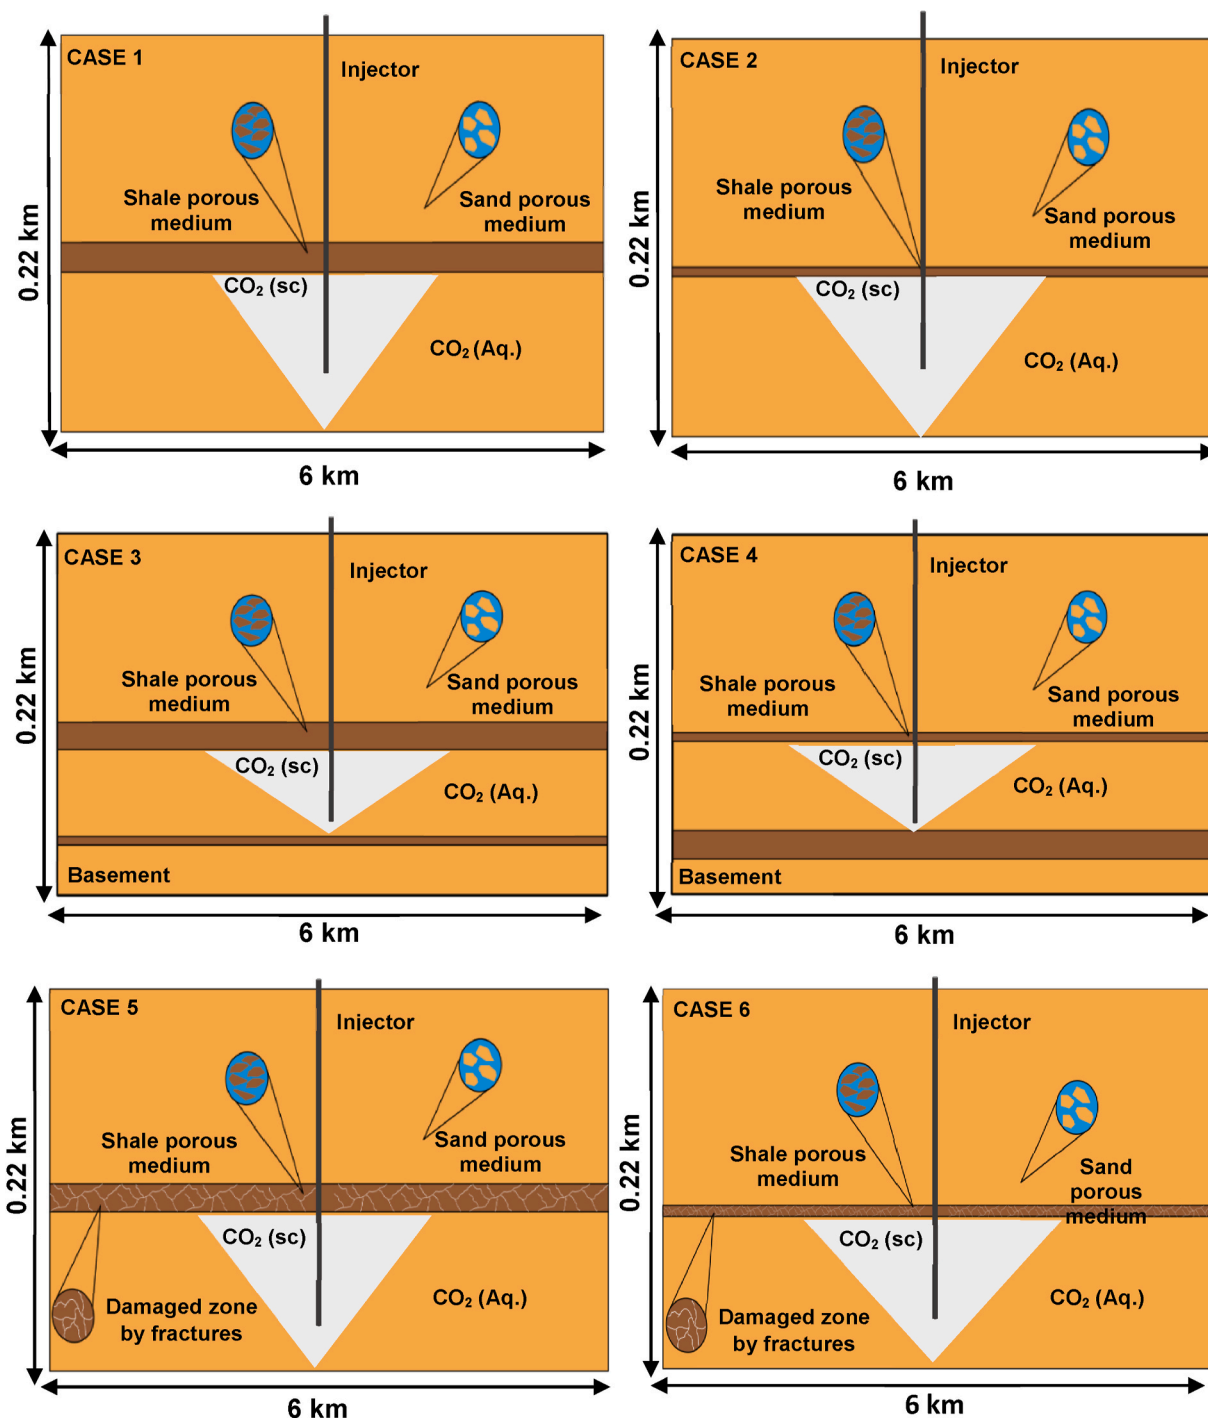 CASE 1
Injector
Shale porous
medium
Sand porous
medium
CO₂ (sc)
CO₂ (Aq.)
0.22 km
6 km
CASE 2
Injector
Shale porous
medium
Sand porous
medium
CO₂ (sc)
CO₂ (Aq.)
0.22 km
6 km
CASE 3
Injector
Shale porous
medium
Sand porous
medium
CO₂ (sc)
CO₂ (Aq.)
Basement
0.22 km
6 km
CASE 4
Injector
Shale porous
medium
Sand porous
medium
CO₂ (sc)
CO₂ (Aq.)
Basement
0.22 km
6 km
CASE 5
Injector
Shale porous
medium
Sand porous
medium
CO₂ (sc)
CO₂ (Aq.)
Damaged zone
by fractures
0.22 km
6 km
CASE 6
Injector
Shale porous
medium
Sand
porous
medium
CO₂ (sc)
CO₂ (Aq.)
Damaged zone
by fractures
0.22 km
6 km